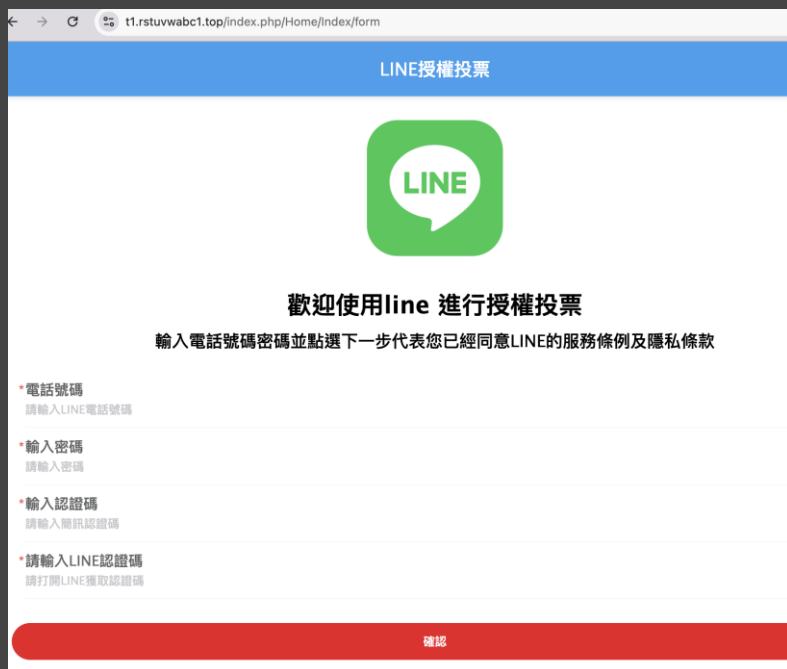 t1.rstuvwabc1.top/index.php/Home/Index/form
LINE授權投票
LINE
歡迎使用line 進行授權投票
輸入電話號碼密碼並點選下一步代表您已經同意LINE的服務條例及隱私條款
*電話號碼
請輸入LINE電話號碼
*輸入密碼
請輸入密碼
*輸入認證碼
請輸入簡訊認證碼
*請輸入LINE認證碼
請打開LINE獲取認證碼
確認